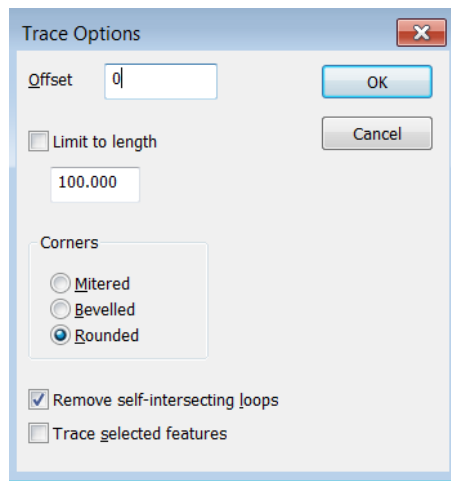 Trace Options
Offset 0 OK
Limit to length Cancel
100.000
Corners
Mitered
Bevelled
Rounded
Remove self-intersecting loops
Trace selected features